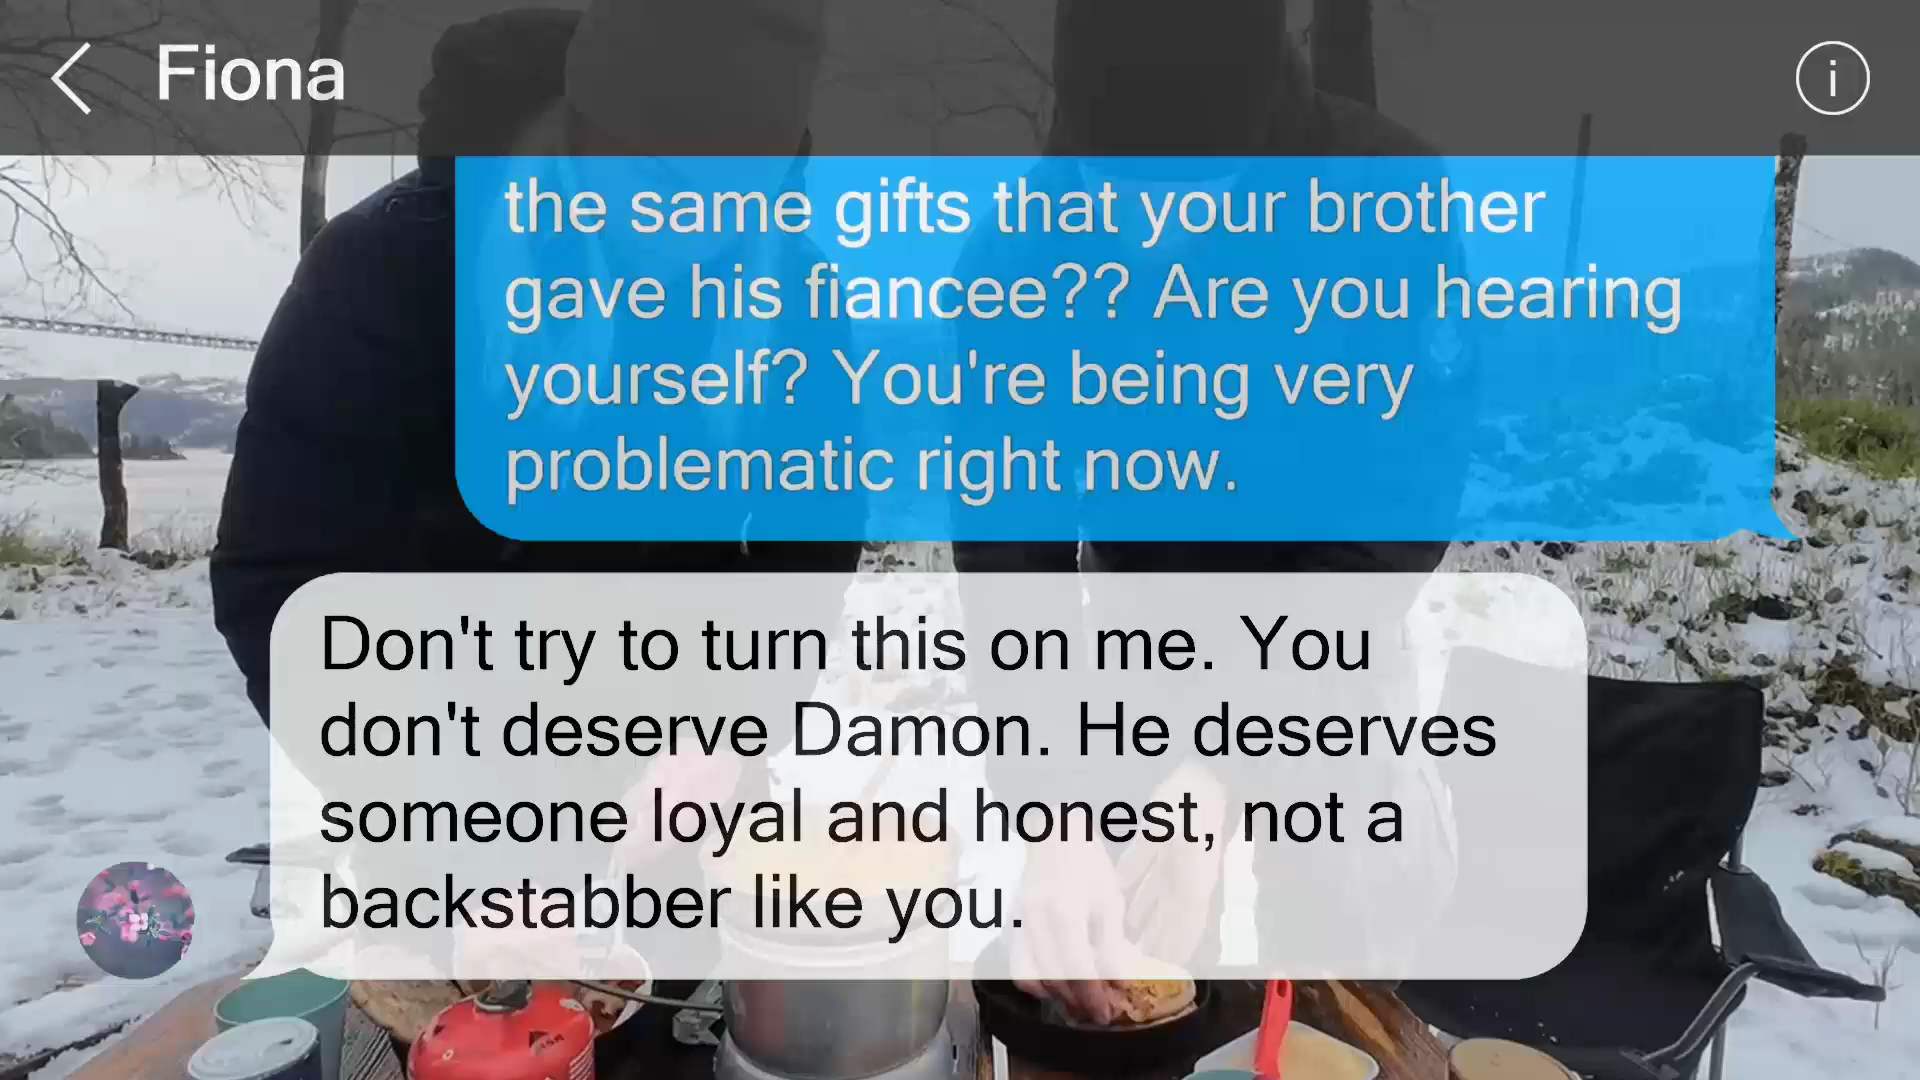 Fiona
the same gifts that your brother
gave his fiancee?? Are you hearing
yourself? You're being very
problematic right now.
Don't try to turn this on me. You
don't deserve Damon. He deserves
someone loyal and honest, not a
backstabber like you.